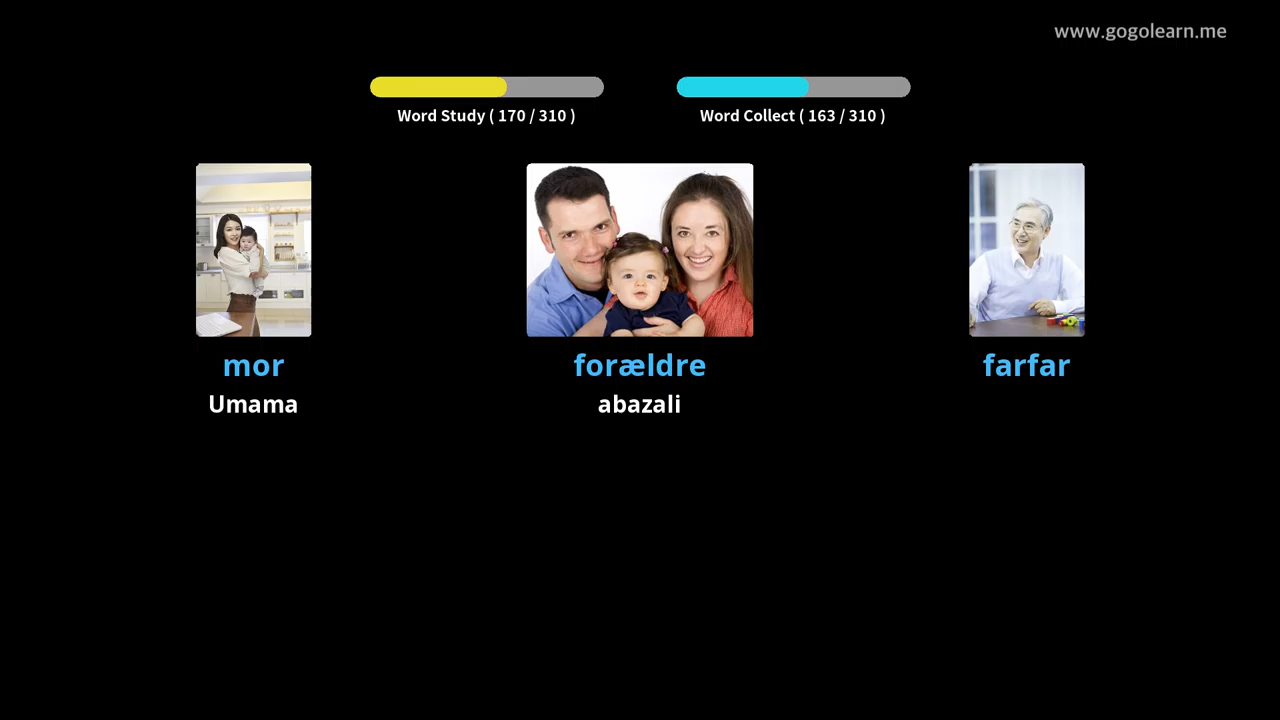 www.gogolearn.me
Word Study ( 170 / 310 )
Word Collect ( 163 / 310 )
mor
Umama
forældre
abazali
farfar